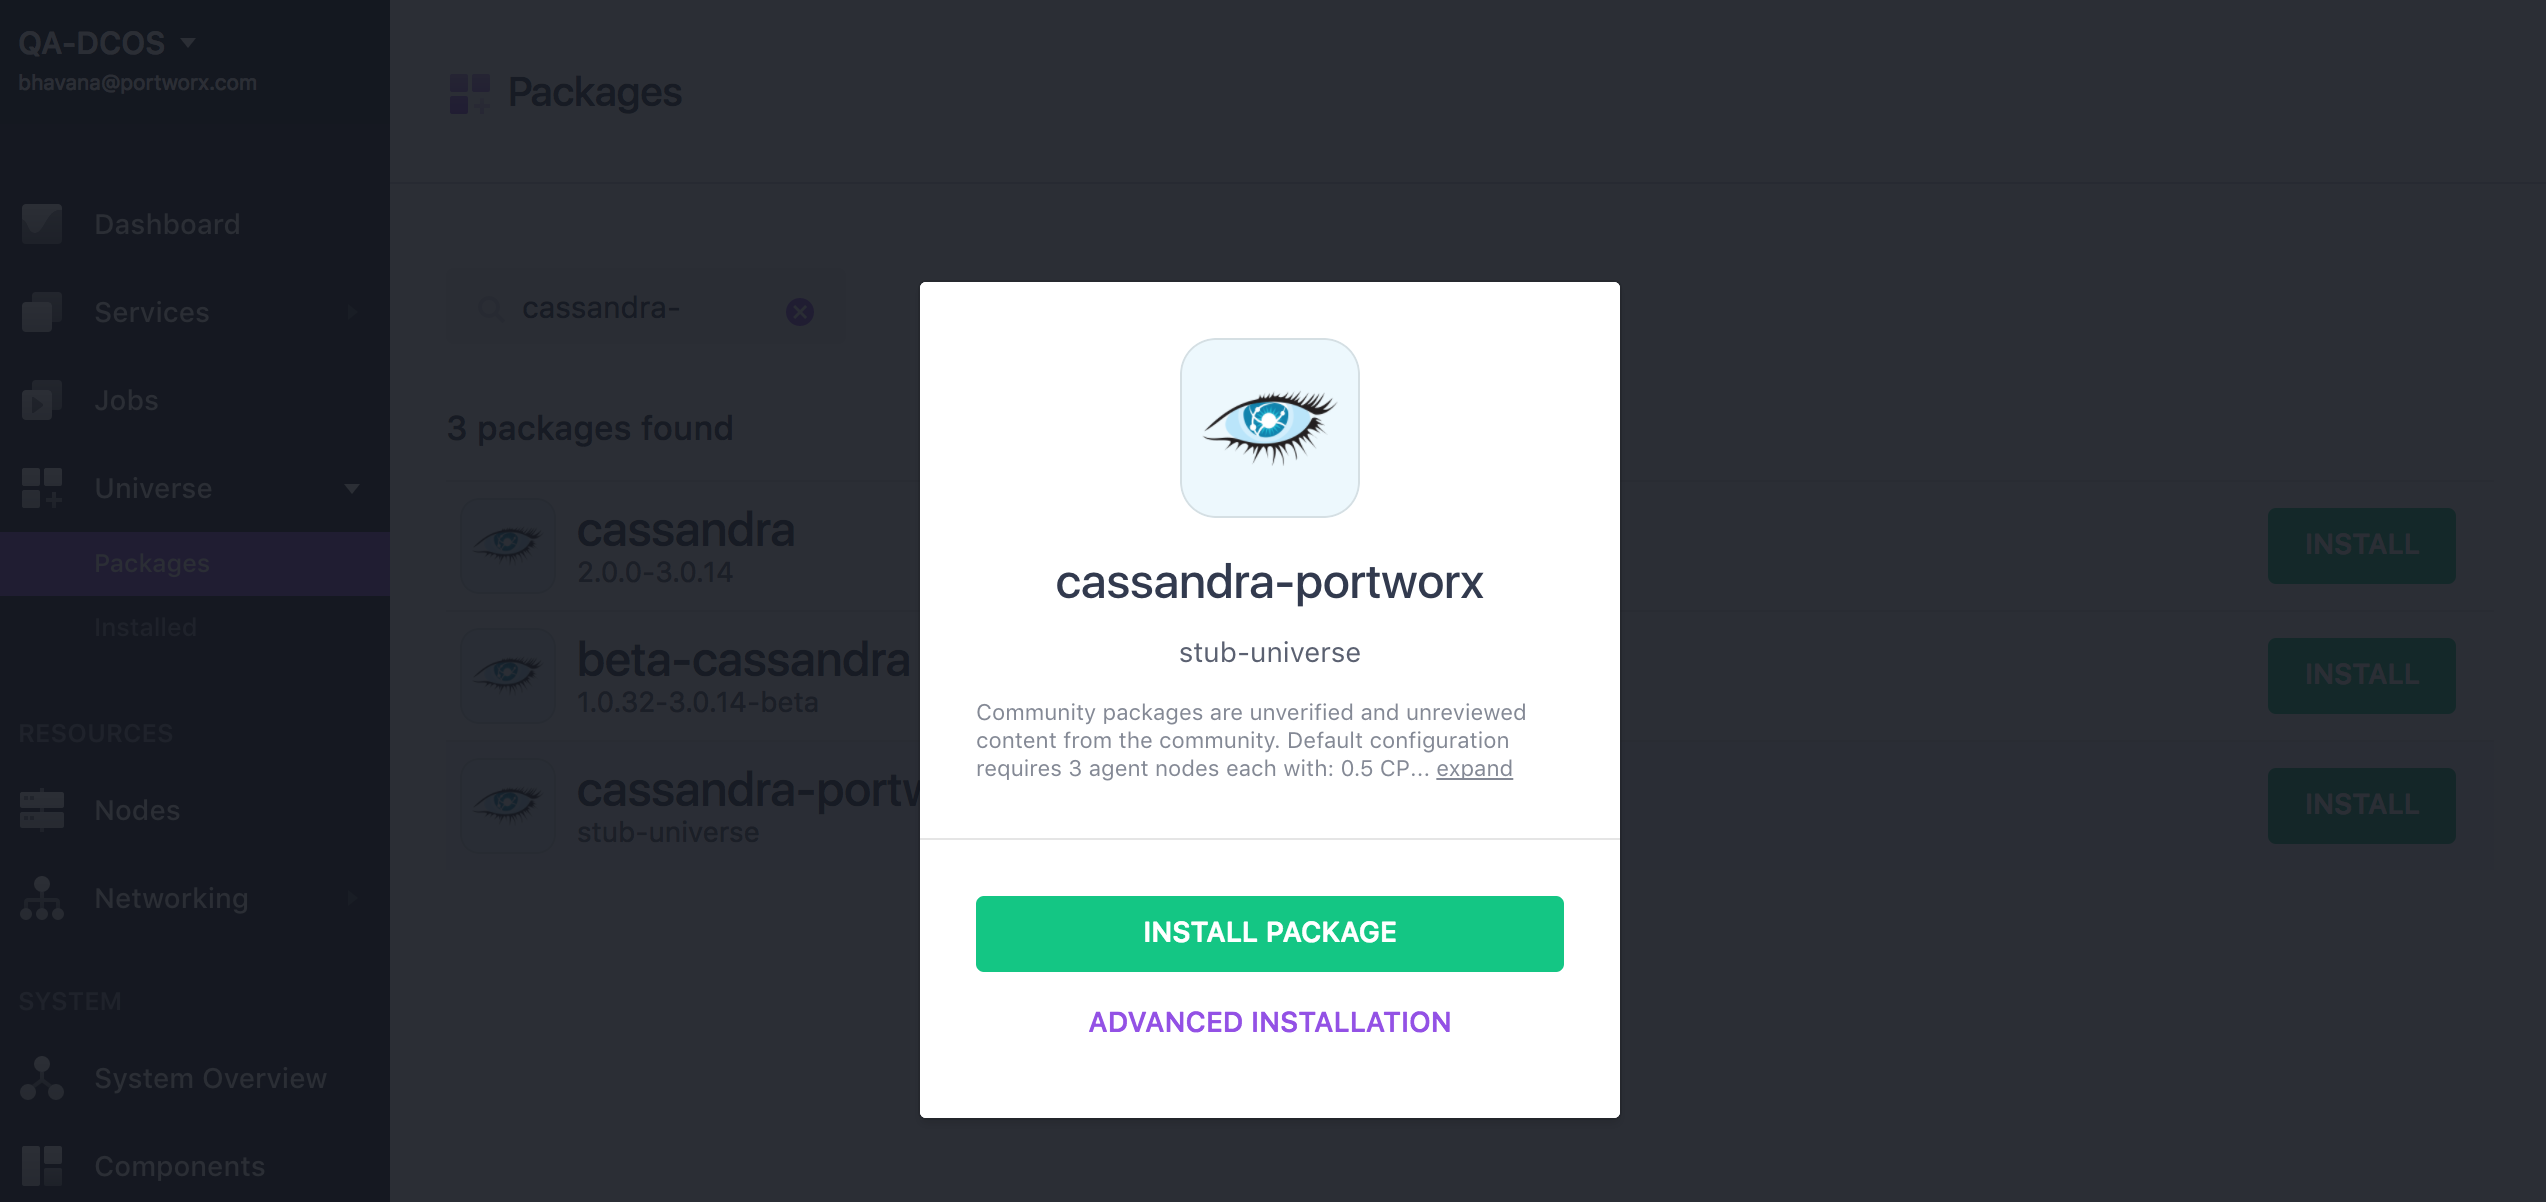 QA-DCOS
bhavana@portworx.com
Dashboard
Services
Jobs
Universe
Packages
Installed
RESOURCES
Nodes
Networking
SYSTEM
System Overview
Components
Packages
cassandra-
3 packages found
cassandra
2.0.0-3.0.14
INSTALL
beta-cassandra
1.0.32-3.0.14-beta
INSTALL
cassandra-portw
stub-universe
INSTALL
cassandra-portworx
stub-universe
Community packages are unverified and unreviewed
content from the community. Default configuration
requires 3 agent nodes each with: 0.5 CP... expand
INSTALL PACKAGE
ADVANCED INSTALLATION